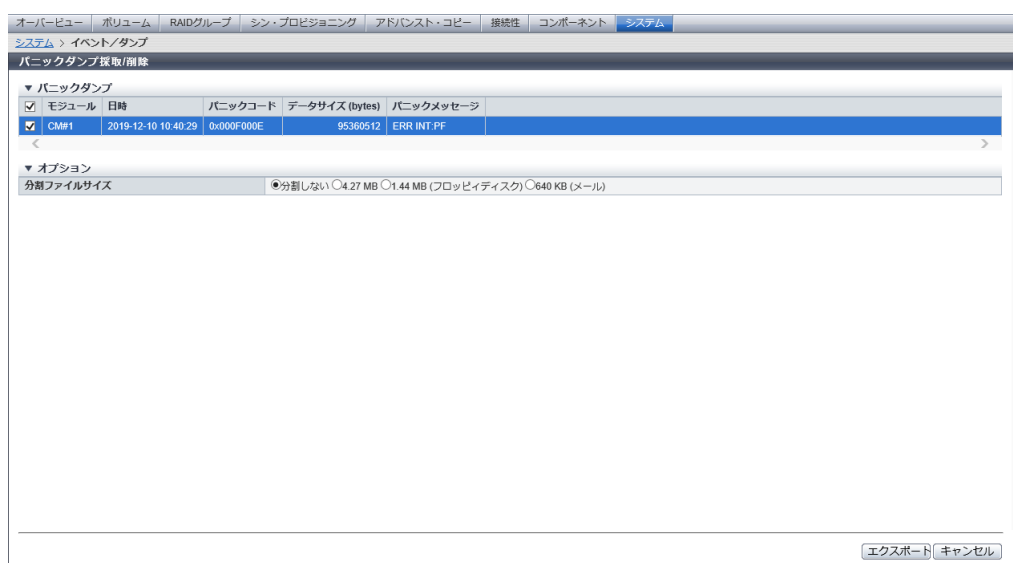 オーバービュー ボリューム RAIDグループ シン・プロビジョニング アドバンスト・コピー 接続性 コンポーネント システム
システム > イベント/ダンプ
パニックダンプ採取/削除
▼ パニックダンプ
モジュール 日時 パニックコード データサイズ (bytes) パニックメッセージ
CM#1 2019-12-10 10:40:29 0x000F000E 95360512 ERR INT:PF
▼ オプション
分割ファイルサイズ 分割しない 4.27 MB 1.44 MB (フロッピィディスク) 640 KB (メール)
エクスポート キャンセル